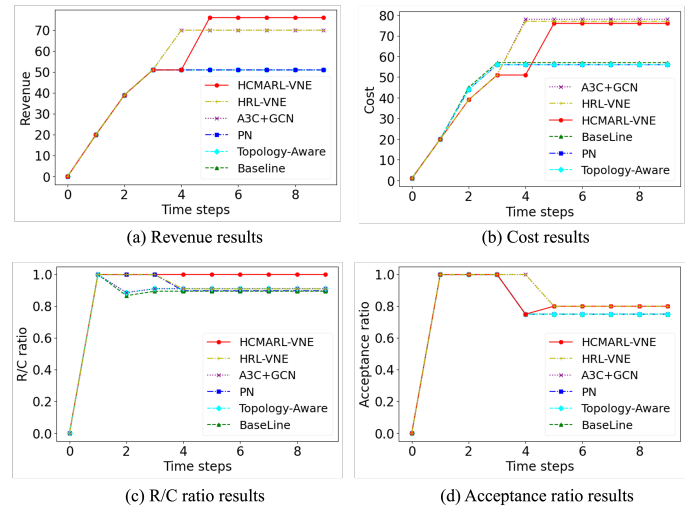 Revenue
70
60
50
40
30
20
10
0
0 2 4 6 8
Time steps
HCMARL-VNE
HRL-VNE
A3C+GCN
PN
Topology-Aware
Baseline
(a) Revenue results
Cost
80
70
60
50
40
30
20
10
0
0 2 4 6 8
Time steps
A3C+GCN
HRL-VNE
HCMARL-VNE
BaseLine
PN
Topology-Aware
(b) Cost results
R/C ratio
1.0
0.8
0.6
0.4
0.2
0.0
0 2 4 6 8
Time steps
HCMARL-VNE
HRL-VNE
A3C+GCN
PN
Topology-Aware
BaseLine
(c) R/C ratio results
Acceptance ratio
1.0
0.8
0.6
0.4
0.2
0.0
0 2 4 6 8
Time steps
HCMARL-VNE
HRL-VNE
A3C+GCN
PN
Topology-Aware
BaseLine
(d) Acceptance ratio results